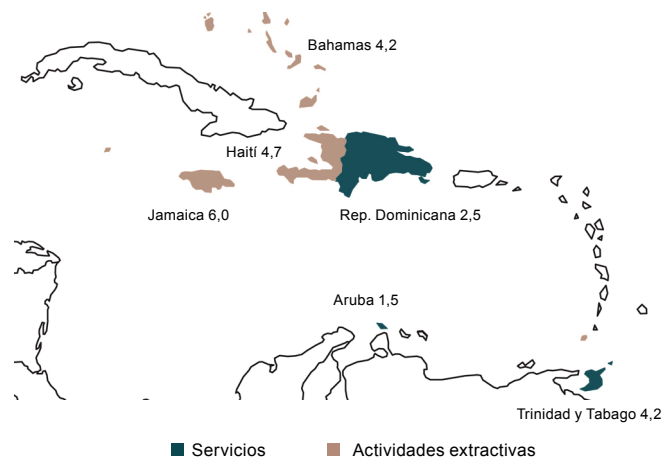 Bahamas 4,2
Haití 4,7
Jamaica 6,0
Rep. Dominicana 2,5
Aruba 1,5
Trinidad y Tabago 4,2
Servicios
Actividades extractivas